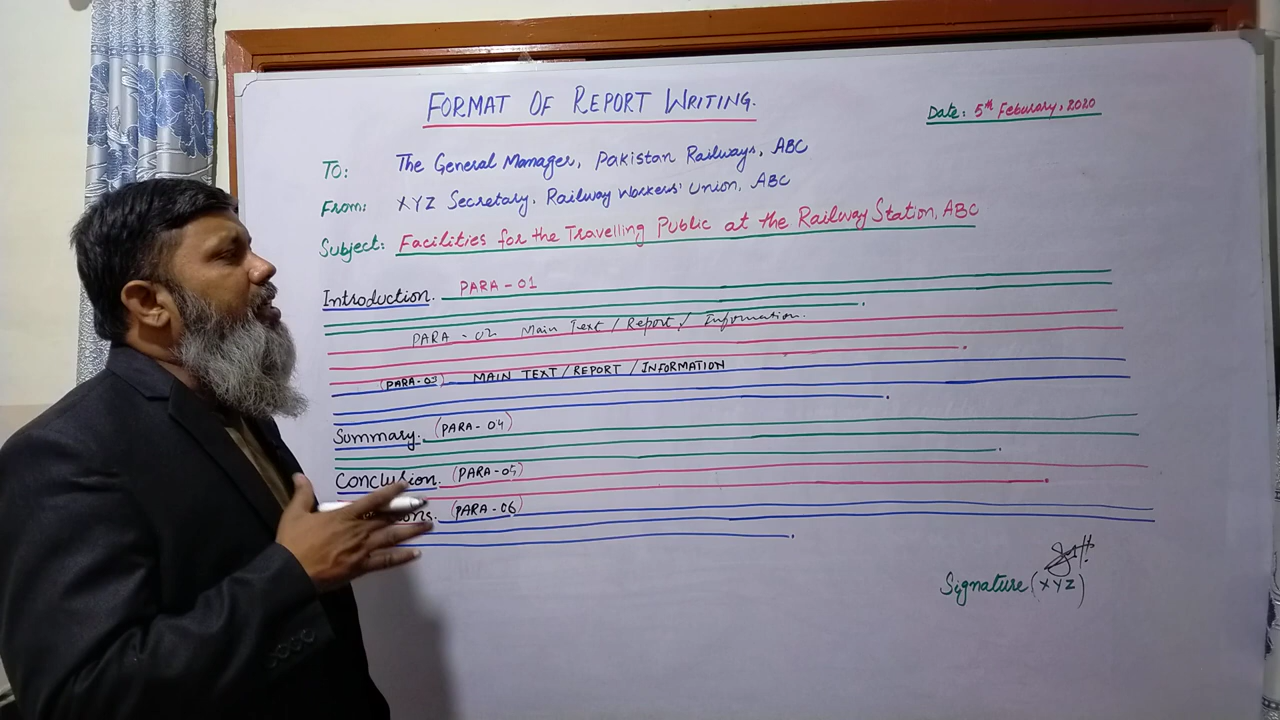 FORMAT OF REPORT WRITING.
Date: 5th Feburary, 2020
To: The General Manager, Pakistan Railways, ABC
From: XYZ Secretary, Railway Workers' Union, ABC
Subject: Facilities for the Travelling Public at the Railway Station, ABC
Introduction. PARA - 01
PARA - 02 Main Text / Report / Information.
(PARA - 03) MAIN TEXT / REPORT / INFORMATION
Summary. (PARA - 04)
Conclusion. (PARA - 05)
(PARA - 06)
Signature (XYZ)